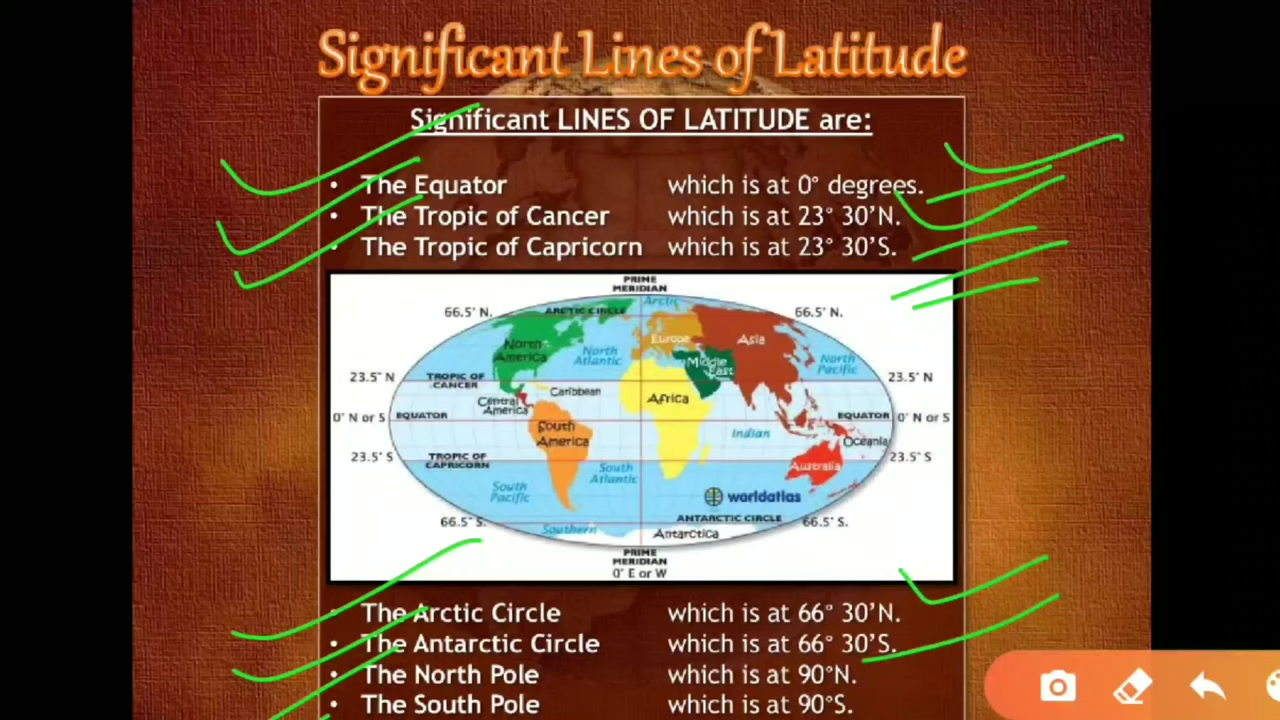 Significant Lines of Latitude
Significant LINES OF LATITUDE are:
• The Equator which is at 0° degrees.
• The Tropic of Cancer which is at 23° 30’N.
• The Tropic of Capricorn which is at 23° 30’S.
PRIME
MERIDIAN
Arctic
66.5° N. ARCTIC CIRCLE 66.5° N.
North
America
North
Atlantic
Europe
Asia
Middle
East
North
Pacific
23.5° N TROPIC OF
CANCER
23.5° N
Caribbean
Central
America
Africa
0° N or S EQUATOR EQUATOR 0° N or S
South
America
Indian
Oceania
23.5° S TROPIC OF
CAPRICORN
23.5° S
South
Atlantic
Australia
South
Pacific
worldatlas
66.5° S. ANTARCTIC CIRCLE 66.5° S.
Southern
Antarctica
PRIME
MERIDIAN
0° E or W
• The Arctic Circle which is at 66° 30’N.
• The Antarctic Circle which is at 66° 30’S.
• The North Pole which is at 90°N.
• The South Pole which is at 90°S.